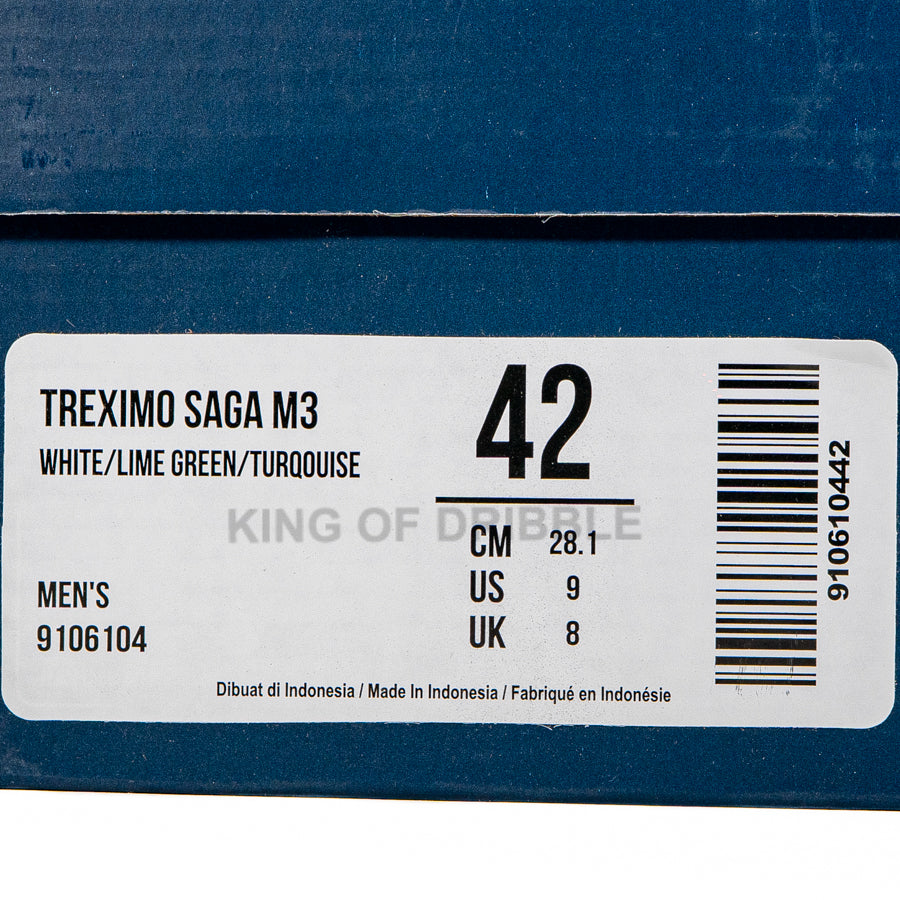 TREXIMO SAGA M3
WHITE/LIME GREEN/TURQOUISE
42
KING OF DRIBBLE
CM 28.1
US 9
UK 8
MEN'S
9106104
Dibuat di Indonesia / Made In Indonesia / Fabriqué en Indonésie
910610442